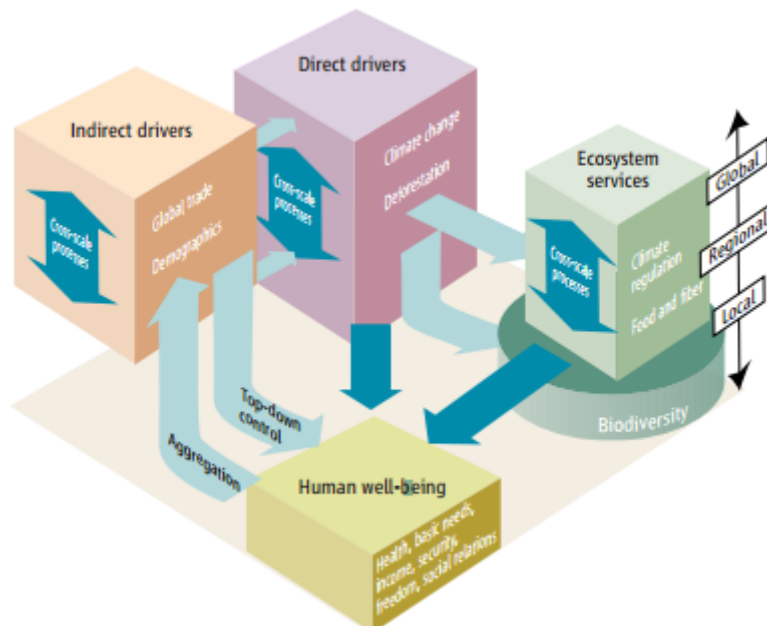 Direct drivers
Indirect drivers
Climate change
Deforestation
Cross-scale
processes
Global trade
Demographics
Cross-scale
processes
Ecosystem
services
Cross-scale
processes
Climate
regulation
Food and fiber
Global
Regional
Local
Biodiversity
Top-down
control
Aggregation
Human well-being
Health, basic needs,
income, security,
freedom, social relations